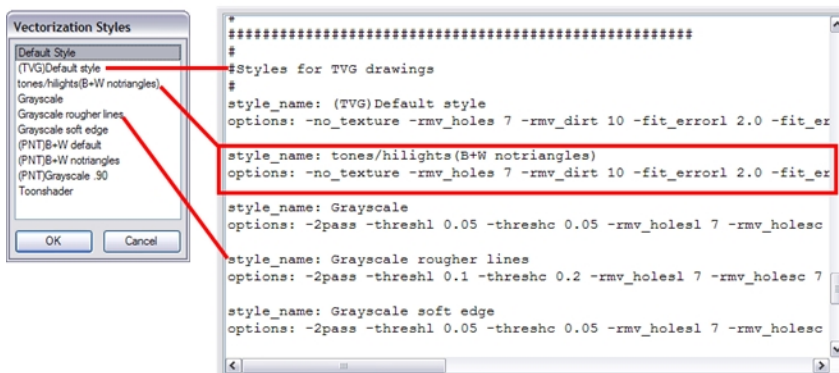 Vectorization Styles
Default Style
(TVG)Default style
tones/hilights(B+W notriangles)
Grayscale
Grayscale rougher lines
Grayscale soft edge
(PNT)B+W default
(PNT)B+W notriangles
(PNT)Grayscale .90
Toonshader
OK
Cancel
#
######################################################
#
#Styles for TVG drawings
#
style_name: (TVG)Default style
options: -no_texture -rmv_holes 7 -rmv_dirt 10 -fit_errorl 2.0 -fit_er
style_name: tones/hilights(B+W notriangles)
options: -no_texture -rmv_holes 7 -rmv_dirt 10 -fit_errorl 2.0 -fit_er
style_name: Grayscale
options: -2pass -threshl 0.05 -threshc 0.05 -rmv_holesl 7 -rmv_holesc
style_name: Grayscale rougher lines
options: -2pass -threshl 0.1 -threshc 0.2 -rmv_holesl 7 -rmv_holesc 7
style_name: Grayscale soft edge
options: -2pass -threshl 0.05 -threshc 0.05 -rmv_holesl 7 -rmv_holesc